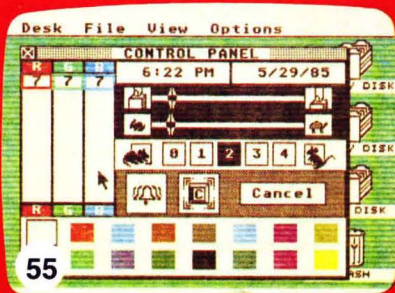 Desk File View Options
CONTROL PANEL
R G B
7 7 7
6:22 PM 5/29/85
DISK
0 1 2 3 4
DISK
C Cancel
DISK
R G B
55